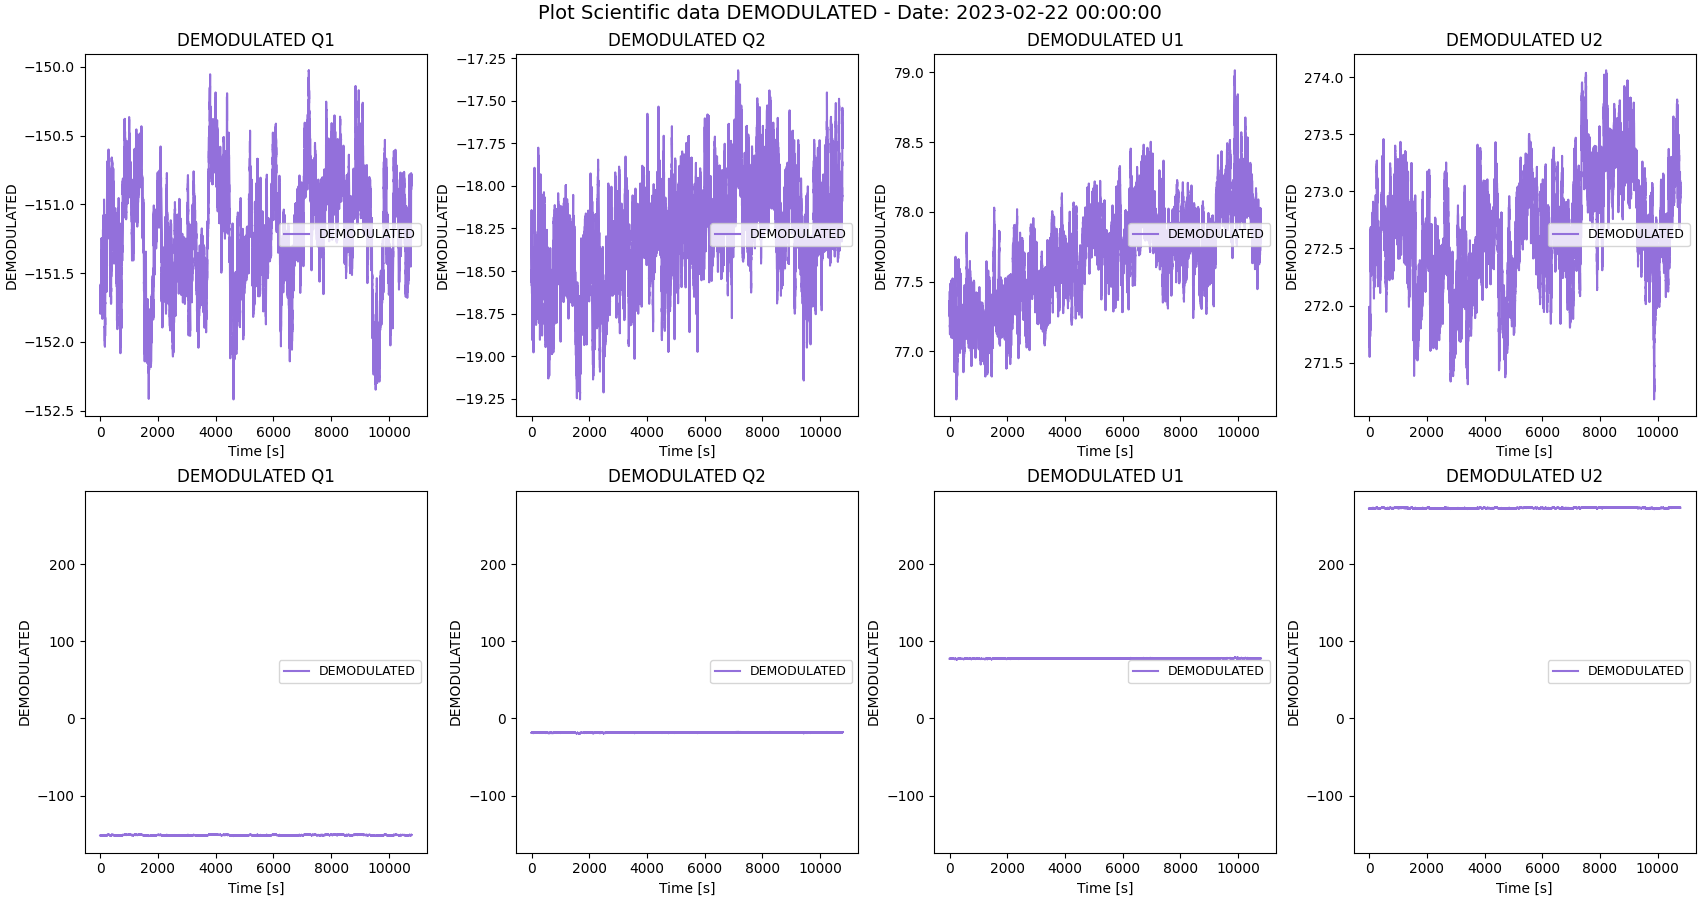 Plot Scientific data DEMODULATED - Date: 2023-02-22 00:00:00
DEMODULATED Q1
DEMODULATED
−150.0
−150.5
−151.0
−151.5
−152.0
−152.5
DEMODULATED
0 2000 4000 6000 8000 10000
Time [s]
DEMODULATED Q2
DEMODULATED
−17.25
−17.50
−17.75
−18.00
−18.25
−18.50
−18.75
−19.00
−19.25
DEMODULATED
0 2000 4000 6000 8000 10000
Time [s]
DEMODULATED U1
DEMODULATED
79.0
78.5
78.0
77.5
77.0
DEMODULATED
0 2000 4000 6000 8000 10000
Time [s]
DEMODULATED U2
DEMODULATED
274.0
273.5
273.0
272.5
272.0
271.5
DEMODULATED
0 2000 4000 6000 8000 10000
Time [s]
DEMODULATED Q1
DEMODULATED
200
100
0
−100
DEMODULATED
0 2000 4000 6000 8000 10000
Time [s]
DEMODULATED Q2
DEMODULATED
200
100
0
−100
DEMODULATED
0 2000 4000 6000 8000 10000
Time [s]
DEMODULATED U1
DEMODULATED
200
100
0
−100
DEMODULATED
0 2000 4000 6000 8000 10000
Time [s]
DEMODULATED U2
DEMODULATED
200
100
0
−100
DEMODULATED
0 2000 4000 6000 8000 10000
Time [s]